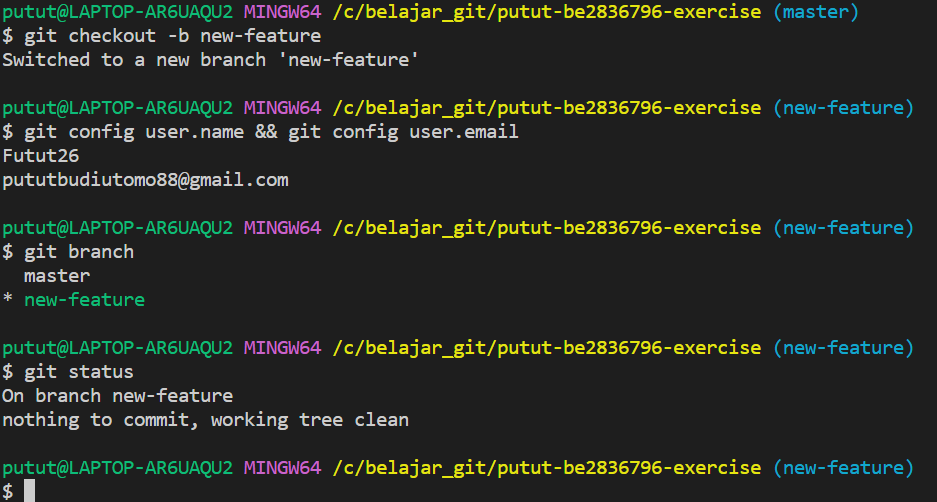 putut@LAPTOP-AR6UAQU2 MINGW64 /c/belajar_git/putut-be2836796-exercise (master)
$ git checkout -b new-feature
Switched to a new branch 'new-feature'
putut@LAPTOP-AR6UAQU2 MINGW64 /c/belajar_git/putut-be2836796-exercise (new-feature)
$ git config user.name && git config user.email
Futut26
pututbudiutomo88@gmail.com
putut@LAPTOP-AR6UAQU2 MINGW64 /c/belajar_git/putut-be2836796-exercise (new-feature)
$ git branch
  master
* new-feature
putut@LAPTOP-AR6UAQU2 MINGW64 /c/belajar_git/putut-be2836796-exercise (new-feature)
$ git status
On branch new-feature
nothing to commit, working tree clean
putut@LAPTOP-AR6UAQU2 MINGW64 /c/belajar_git/putut-be2836796-exercise (new-feature)
$